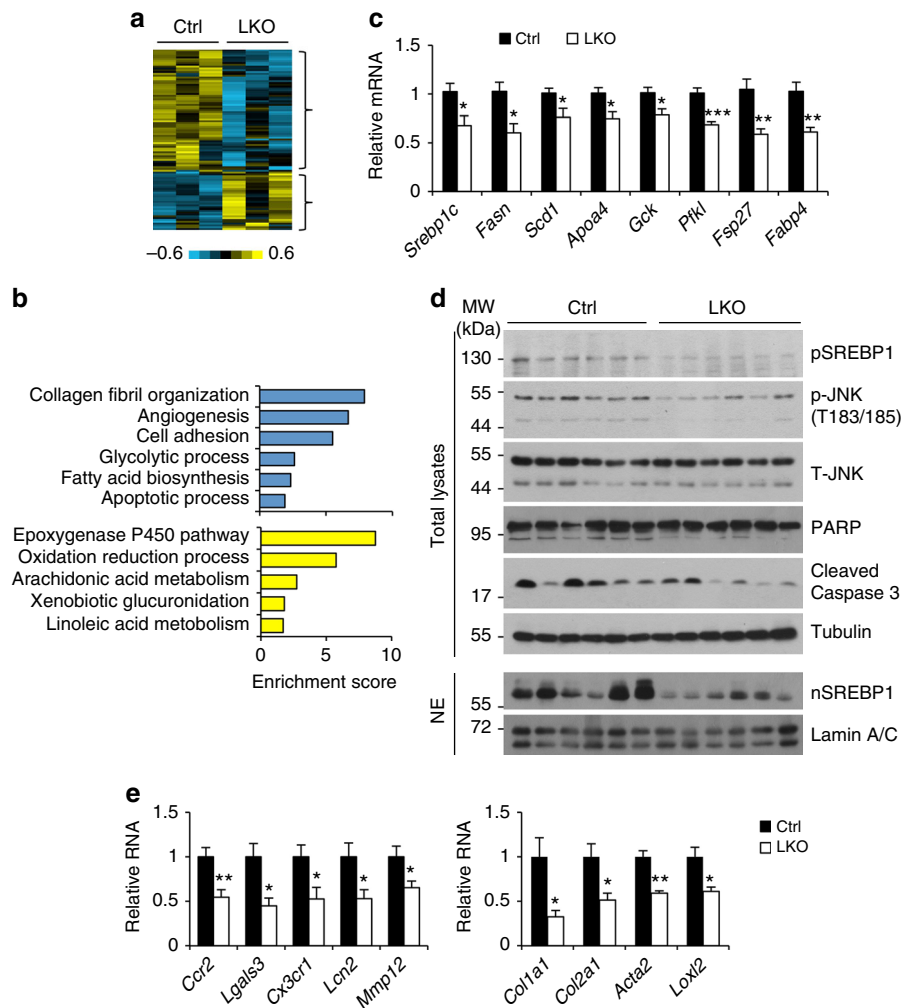 a
Ctrl LKO
−0.6 0.6
b
Collagen fibril organization
Angiogenesis
Cell adhesion
Glycolytic process
Fatty acid biosynthesis
Apoptotic process
Epoxygenase P450 pathway
Oxidation reduction process
Arachidonic acid metabolism
Xenobiotic glucuronidation
Linoleic acid metobolism
0 5 10
Enrichment score
c
Ctrl LKO
Relative mRNA
1.5
1
0.5
0
* * * * * *** ** **
Srebp1c Fasn Scd1 Apoa4 Gck Pfkl Fsp27 Fabp4
d
MW
(kDa)
Ctrl LKO
Total lysates
130 pSREBP1
55 p-JNK
44 (T183/185)
55 T-JNK
44
95 PARP
17 Cleaved
Caspase 3
55 Tubulin
NE
55 nSREBP1
72 Lamin A/C
e
Relative RNA
1.5
1
0.5
0
** * * * *
Ccr2 Lgals3 Cx3cr1 Lcn2 Mmp12
Relative RNA
1.5
1
0.5
0
* * ** *
Col1a1 Col2a1 Acta2 Loxl2
Ctrl
LKO